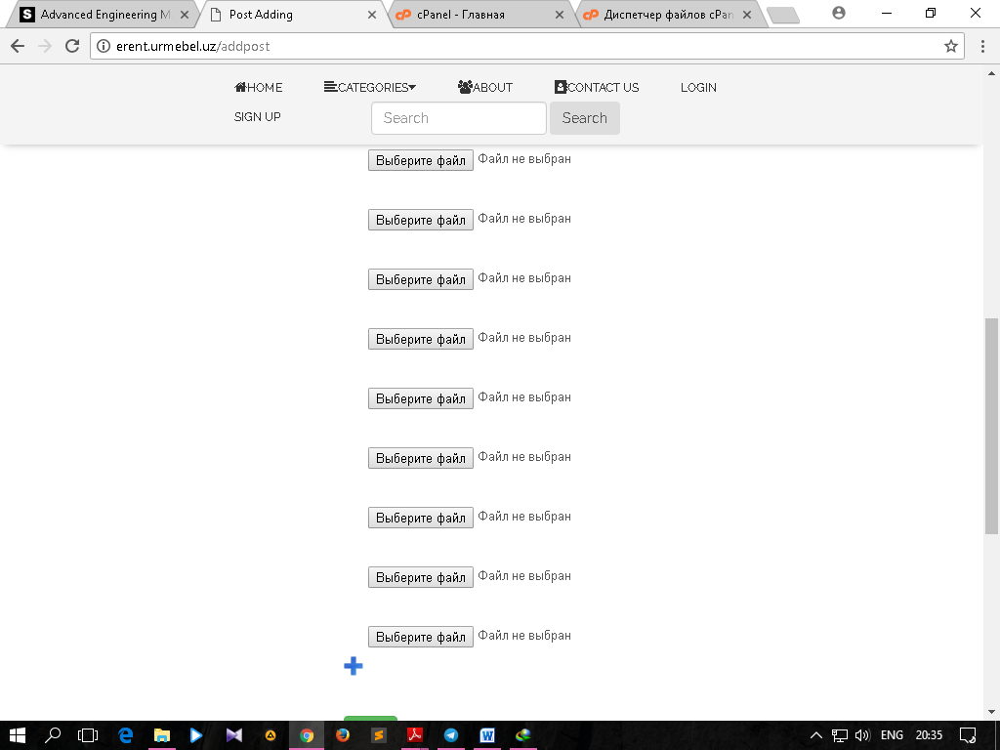 Advanced Engineering M
Post Adding
cPanel - Главная
Диспетчер файлов cPan
erent.urmebel.uz/addpost
HOME
CATEGORIES
ABOUT
CONTACT US
LOGIN
SIGN UP
Search
Search
Выберите файл Файл не выбран
Выберите файл Файл не выбран
Выберите файл Файл не выбран
Выберите файл Файл не выбран
Выберите файл Файл не выбран
Выберите файл Файл не выбран
Выберите файл Файл не выбран
Выберите файл Файл не выбран
Выберите файл Файл не выбран
ENG
20:35